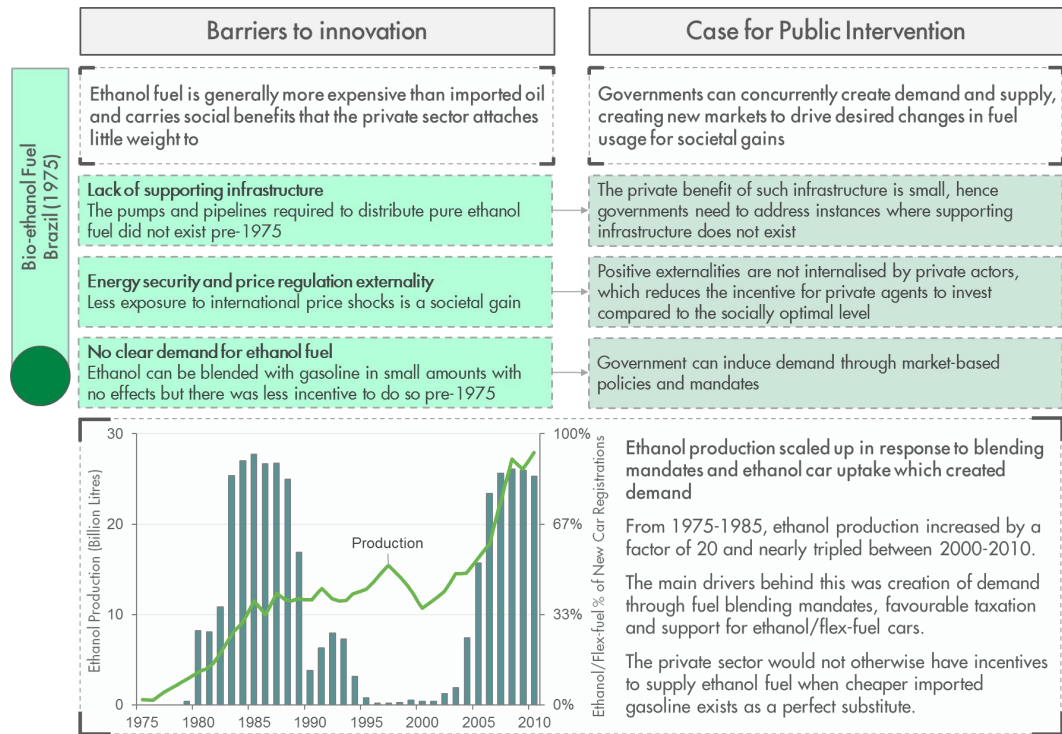 Barriers to innovation
Case for Public Intervention
Bio-ethanol Fuel
Brazil (1975)
Ethanol fuel is generally more expensive than imported oil
and carries social benefits that the private sector attaches
little weight to
Governments can concurrently create demand and supply,
creating new markets to drive desired changes in fuel
usage for societal gains
Lack of supporting infrastructure
The pumps and pipelines required to distribute pure ethanol
fuel did not exist pre-1975
The private benefit of such infrastructure is small, hence
governments need to address instances where supporting
infrastructure does not exist
Energy security and price regulation externality
Less exposure to international price shocks is a societal gain
Positive externalities are not internalised by private actors,
which reduces the incentive for private agents to invest
compared to the socially optimal level
No clear demand for ethanol fuel
Ethanol can be blended with gasoline in small amounts with
no effects but there was less incentive to do so pre-1975
Government can induce demand through market-based
policies and mandates
Ethanol Production (Billion Litres)
30
20
10
0
Production
1975
1980
1985
1990
1995
2000
2005
2010
100%
67%
33%
0%
Ethanol/Flex-fuel % of New Car Registrations
Ethanol production scaled up in response to blending
mandates and ethanol car uptake which created
demand
From 1975-1985, ethanol production increased by a
factor of 20 and nearly tripled between 2000-2010.
The main drivers behind this was creation of demand
through fuel blending mandates, favourable taxation
and support for ethanol/flex-fuel cars.
The private sector would not otherwise have incentives
to supply ethanol fuel when cheaper imported
gasoline exists as a perfect substitute.